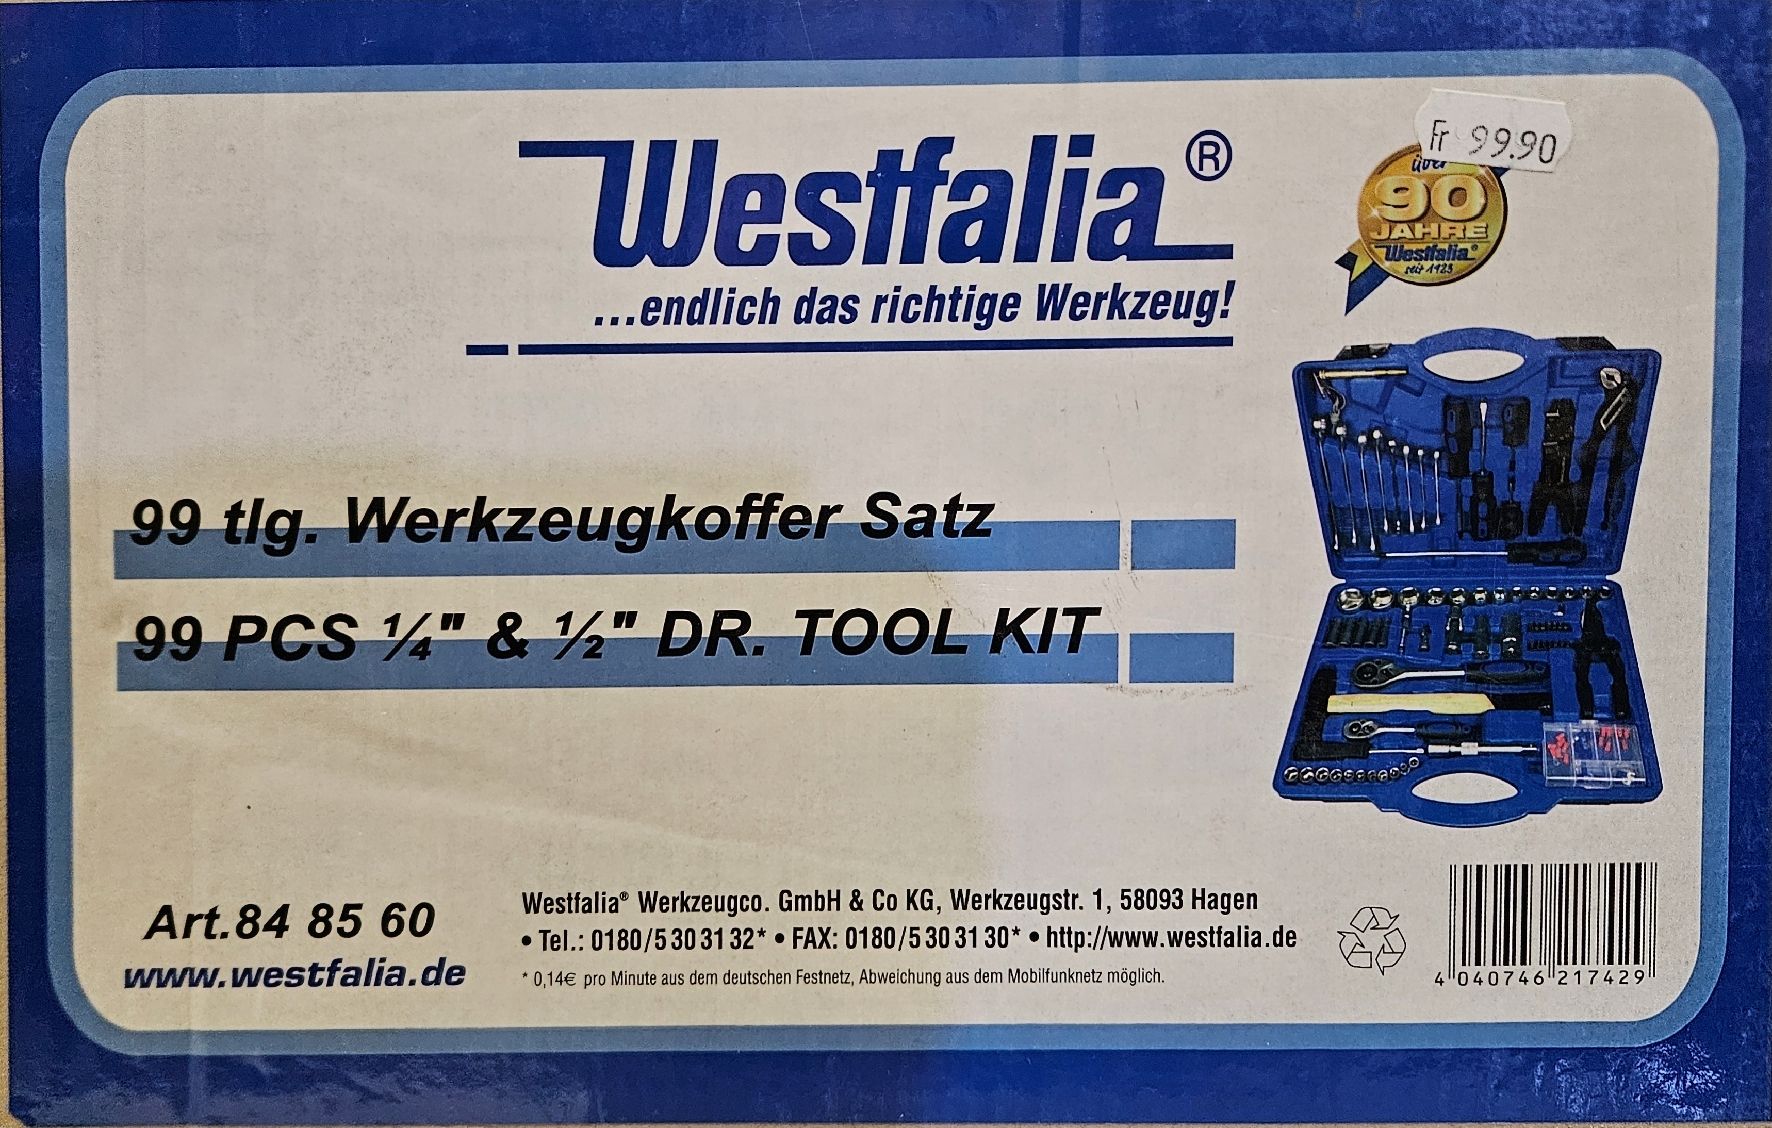 Westfalia®
...endlich das richtige Werkzeug!
Fr 99.90
über
90
JAHRE
Westfalia®
seit 1923
99 tlg. Werkzeugkoffer Satz
99 PCS ¼" & ½" DR. TOOL KIT
Art.84 85 60
www.westfalia.de
Westfalia® Werkzeugco. GmbH & Co KG, Werkzeugstr. 1, 58093 Hagen
• Tel.: 0180/5 30 31 32* • FAX: 0180/5 30 31 30* • http://www.westfalia.de
* 0,14€ pro Minute aus dem deutschen Festnetz, Abweichung aus dem Mobilfunknetz möglich.
4 040746 217429